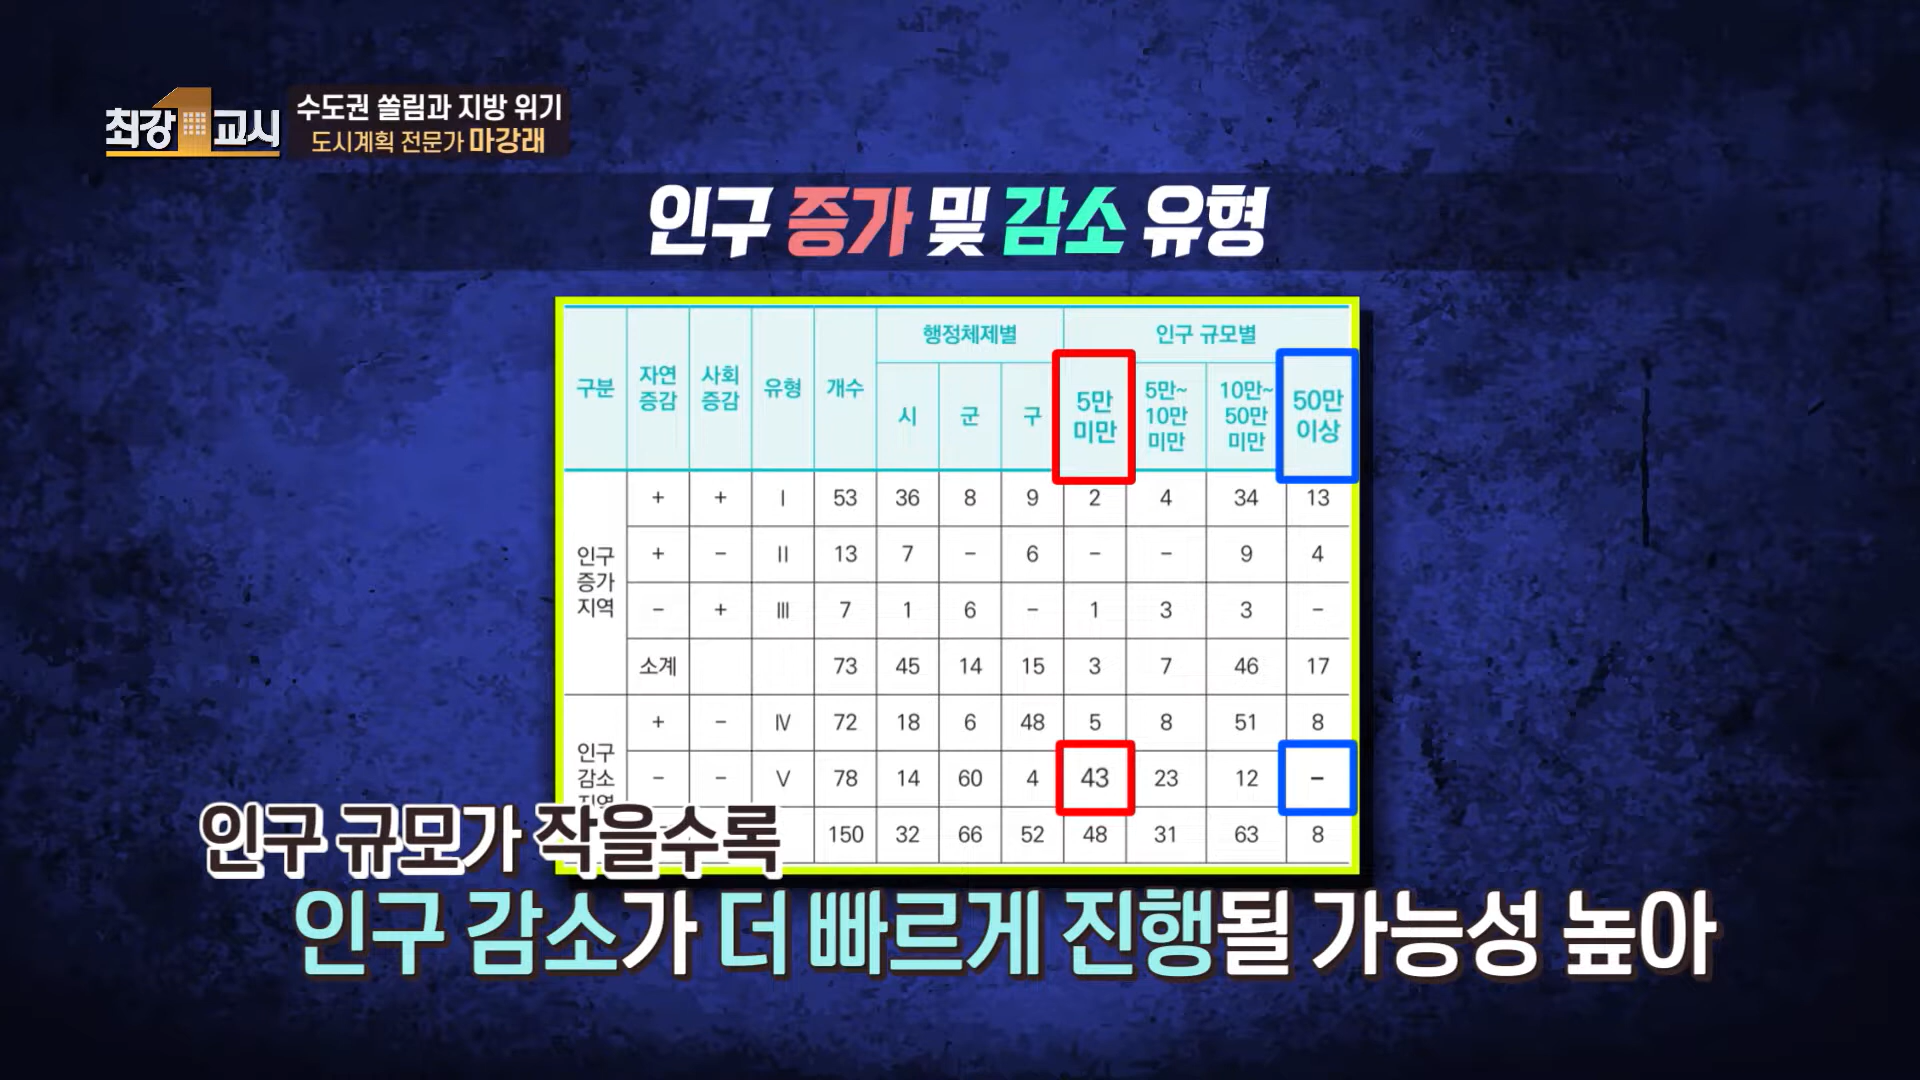 최강1교시
수도권 쏠림과 지방 위기
도시계획 전문가 마강래
인구 증가 및 감소 유형
구분 자연 증감 사회 증감 유형 개수 행정체제별 인구 규모별
시 군 구 5만 미만 5만~ 10만 미만 10만~ 50만 미만 50만 이상
인구 증가 지역 + + Ⅰ 53 36 8 9 2 4 34 13
+ - Ⅱ 13 7 - 6 - - 9 4
- + Ⅲ 7 1 6 - 1 3 3 -
소계 73 45 14 15 3 7 46 17
인구 감소 지역 + - Ⅳ 72 18 6 48 5 8 51 8
- - Ⅴ 78 14 60 4 43 23 12 -
150 32 66 52 48 31 63 8
인구 규모가 작을수록
인구 감소가 더 빠르게 진행될 가능성 높아